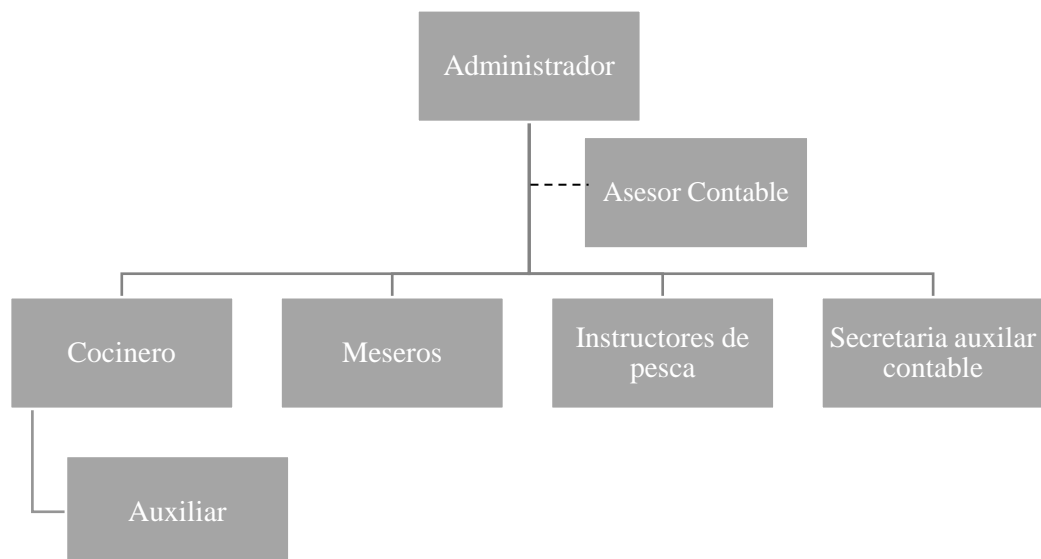 Administrador
Asesor Contable
Cocinero
Meseros
Instructores de
pesca
Secretaria auxilar
contable
Auxiliar